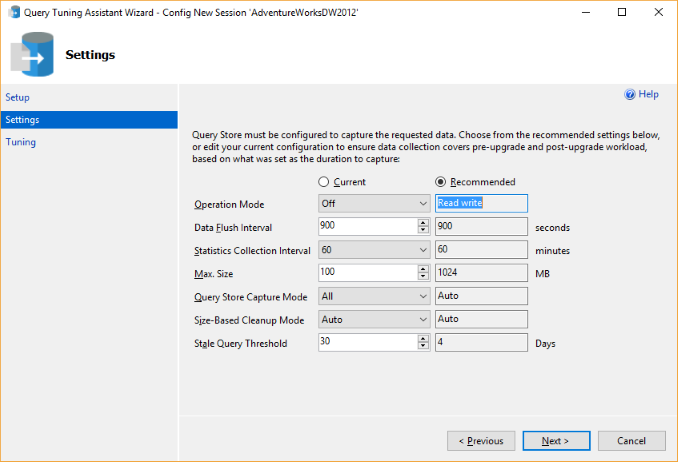 Query Tuning Assistant Wizard - Config New Session 'AdventureWorksDW2012'
Settings
Setup
Settings
Tuning
Help
Query Store must be configured to capture the requested data. Choose from the recommended settings below,
or edit your current configuration to ensure data collection covers pre-upgrade and post-upgrade workload,
based on what was set as the duration to capture:
Current Recommended
Operation Mode Off Read write
Data Flush Interval 900 900 seconds
Statistics Collection Interval 60 60 minutes
Max. Size 100 1024 MB
Query Store Capture Mode All Auto
Size-Based Cleanup Mode Auto Auto
Stale Query Threshold 30 4 Days
< Previous Next > Cancel